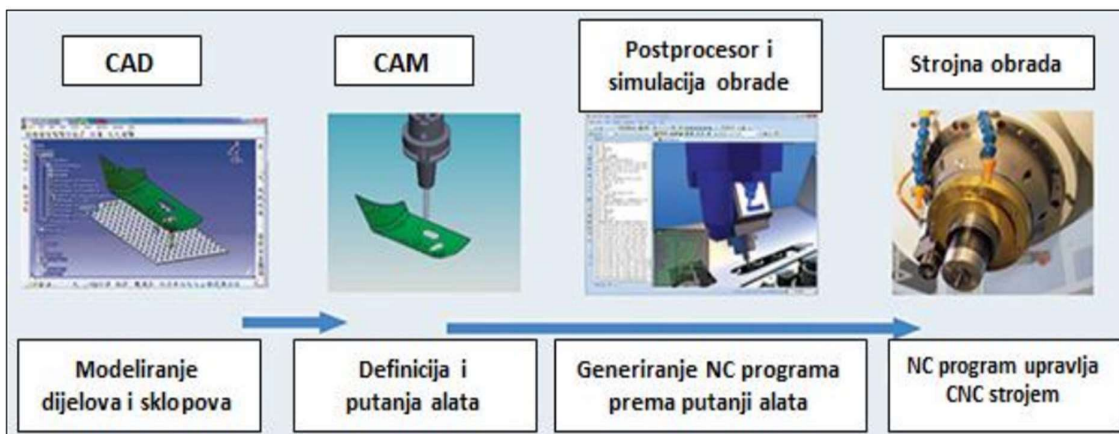 CAD
CAM
Postprocesor i
simulacija obrade
Strojna obrada
Modeliranje
dijelova i sklopova
Definicija i
putanja alata
Generiranje NC programa
prema putanji alata
NC program upravlja
CNC strojem